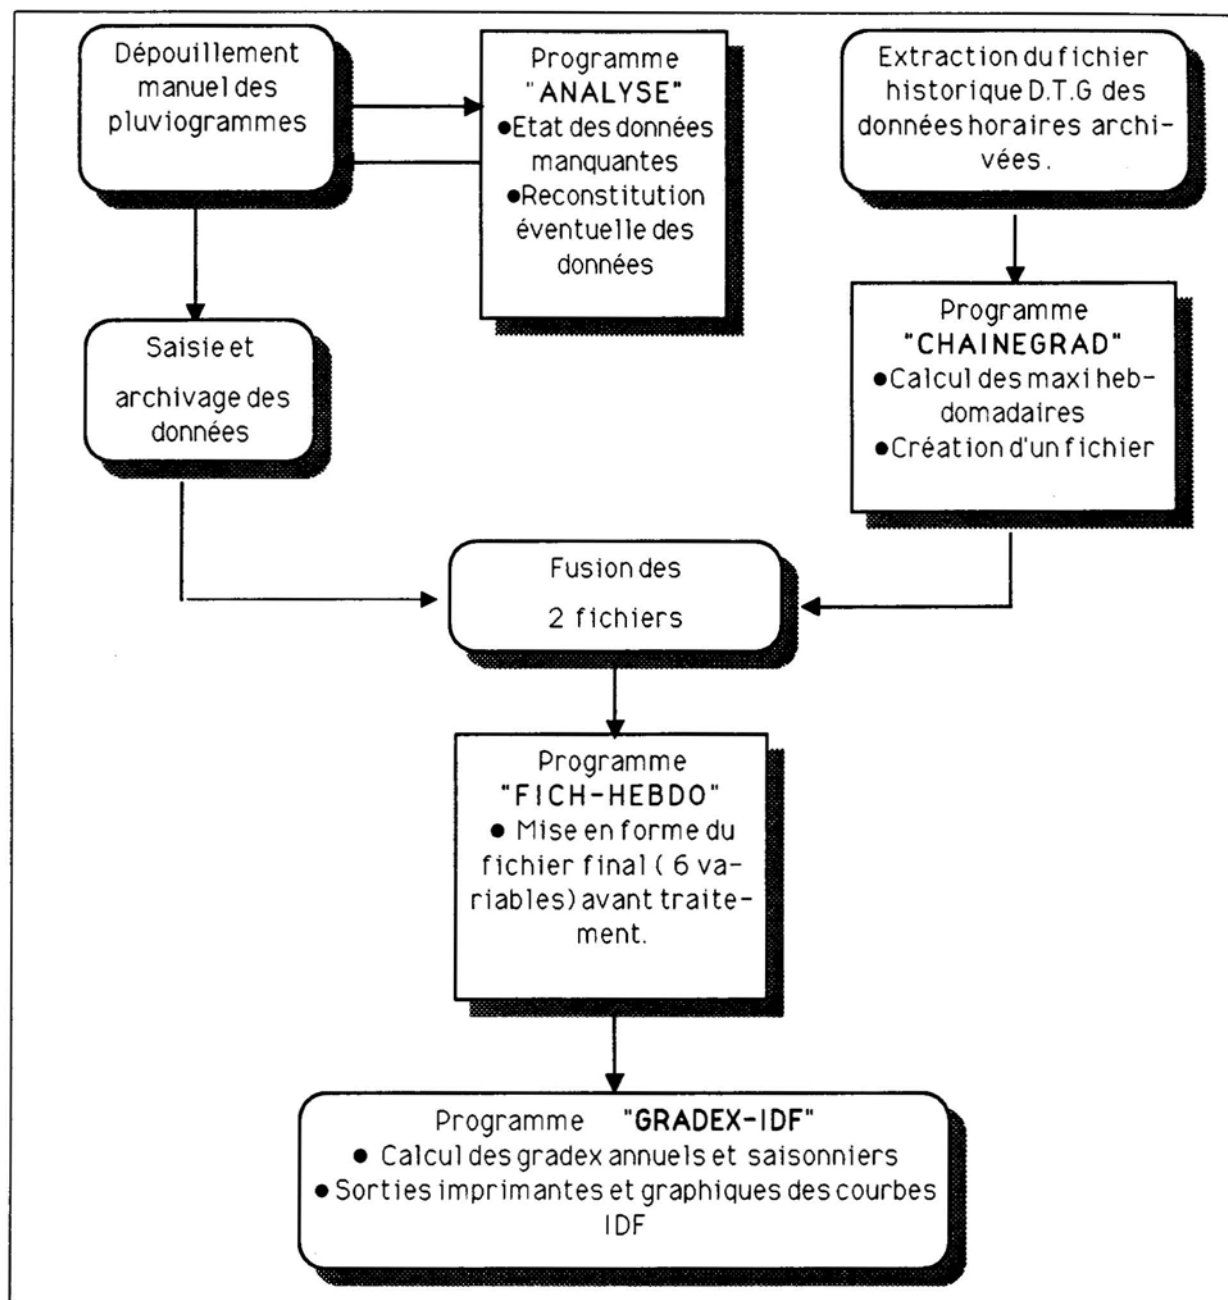 Dépouillement
manuel des
pluviogrammes
Programme
"ANALYSE"
●Etat des données
manquantes
●Reconstitution
éventuelle des
données
Extraction du fichier
historique D.T.G des
données horaires archi-
vées.
Saisie et
archivage des
données
Programme
"CHAINEGRAD"
●Calcul des maxi heb-
domadaires
●Création d'un fichier
Fusion des
2 fichiers
Programme
"FICH-HEBDO"
● Mise en forme du
fichier final ( 6 va-
riables) avant traite-
ment.
Programme "GRADEX-IDF"
● Calcul des gradex annuels et saisonniers
● Sorties imprimantes et graphiques des courbes
IDF